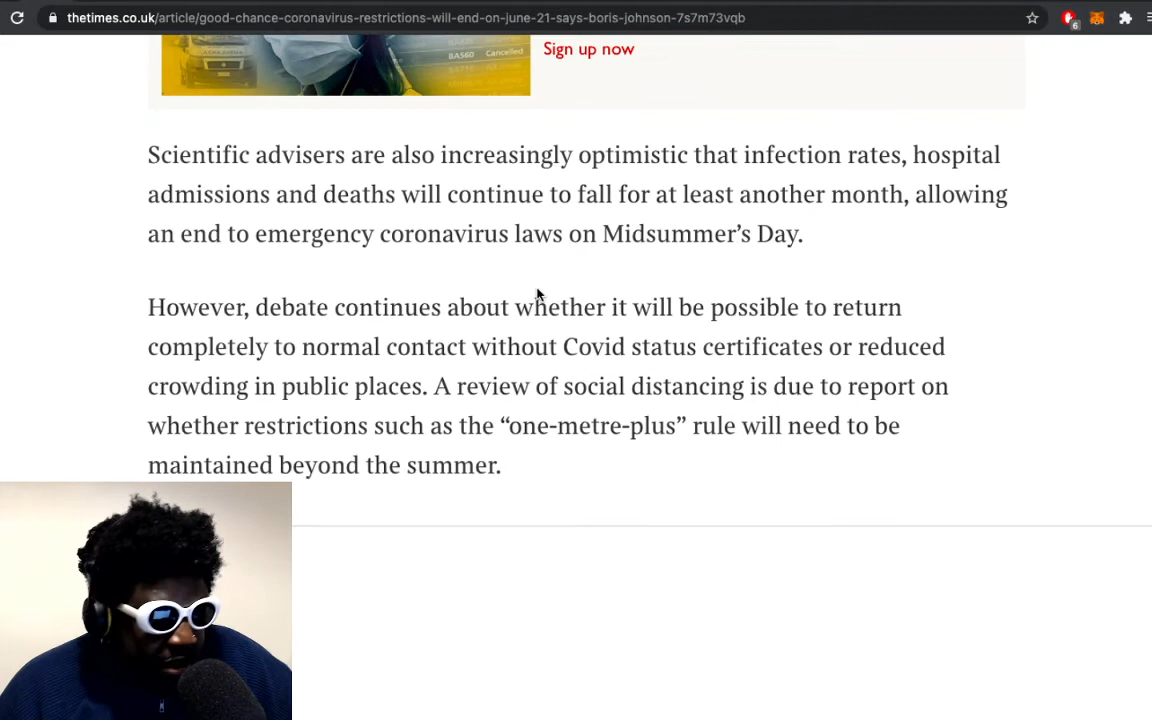 thetimes.co.uk/article/good-chance-coronavirus-restrictions-will-end-on-june-21-says-boris-johnson-7s7m73vqb
6
BA560 Cancelled
Sign up now
Scientific advisers are also increasingly optimistic that infection rates, hospital
admissions and deaths will continue to fall for at least another month, allowing
an end to emergency coronavirus laws on Midsummer’s Day.
However, debate continues about whether it will be possible to return
completely to normal contact without Covid status certificates or reduced
crowding in public places. A review of social distancing is due to report on
whether restrictions such as the “one-metre-plus” rule will need to be
maintained beyond the summer.